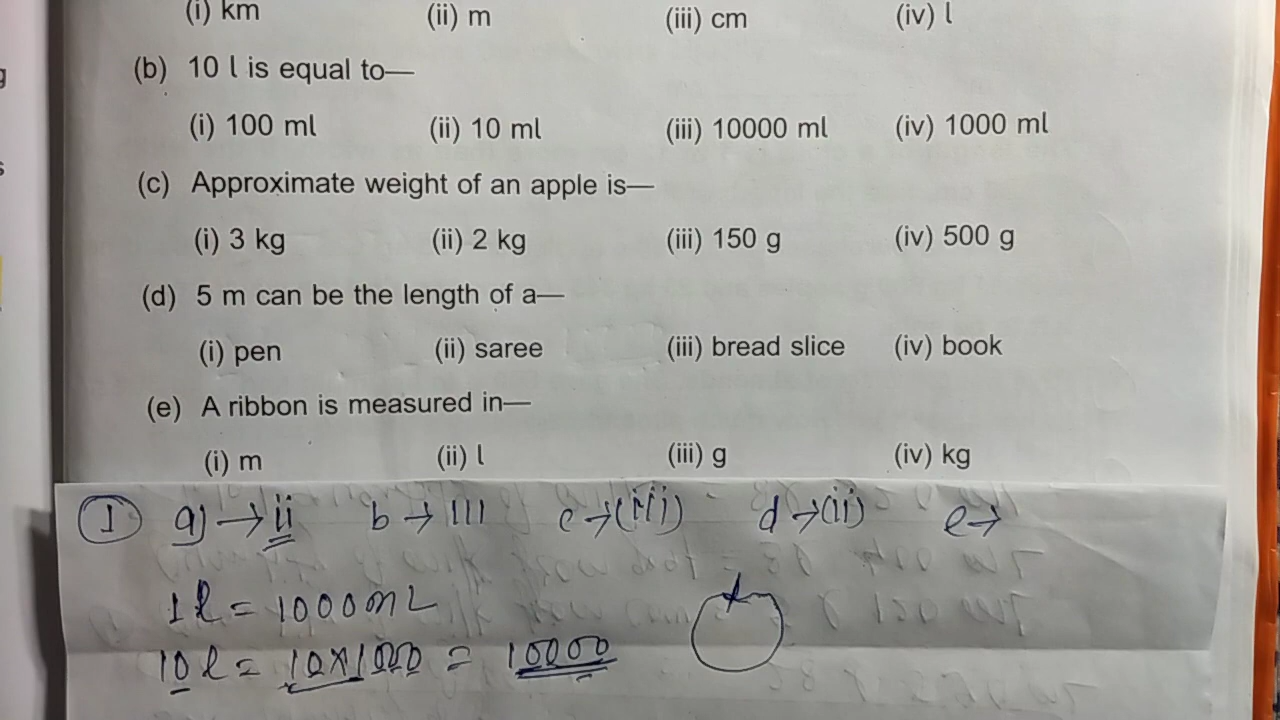 (i) km (ii) m (iii) cm (iv) l
(b) 10 l is equal to—
(i) 100 ml (ii) 10 ml (iii) 10000 ml (iv) 1000 ml
(c) Approximate weight of an apple is—
(i) 3 kg (ii) 2 kg (iii) 150 g (iv) 500 g
(d) 5 m can be the length of a—
(i) pen (ii) saree (iii) bread slice (iv) book
(e) A ribbon is measured in—
(i) m (ii) l (iii) g (iv) kg
1 a) → ii b → III c → (iii) d → (ii) e →
1 l = 1000 mL
10 l = 10 x 1000 = 10000